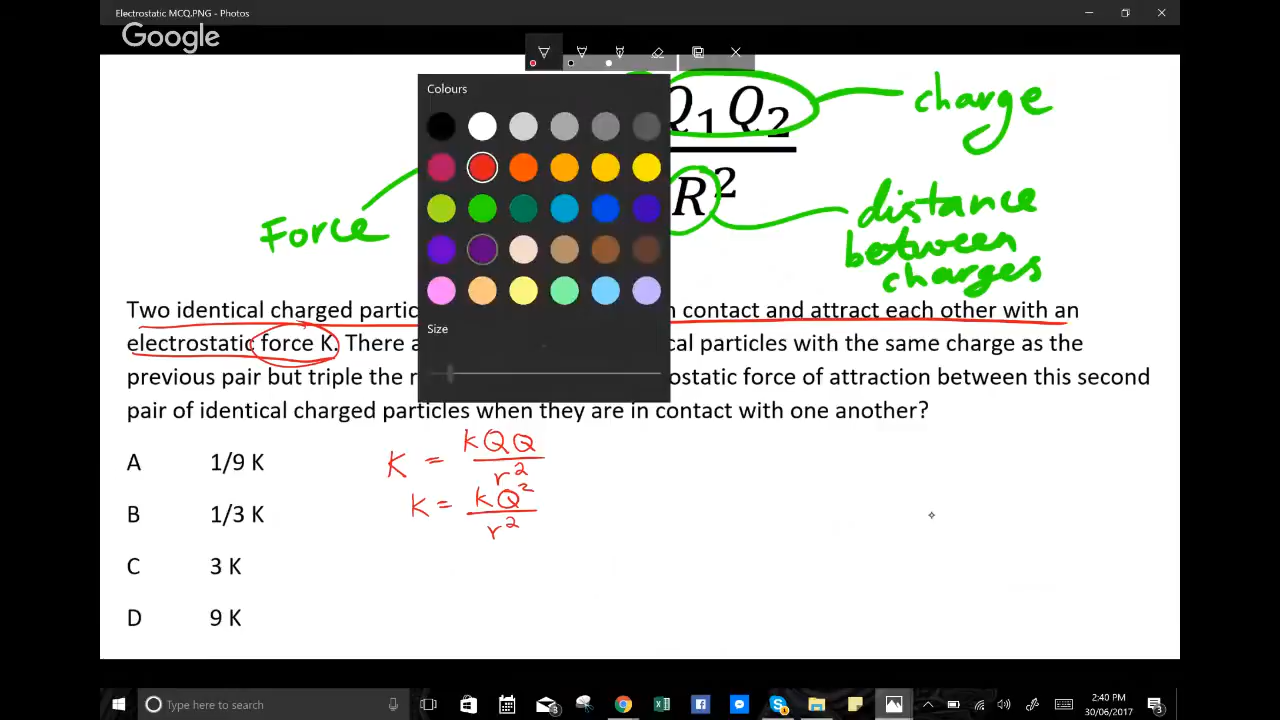 Electrostatic MCQ.PNG - Photos
Google
Colours
Q₁ Q₂
charge
R²
Force
distance
between
charges
Size
Two identical charged partic contact and attract each other with an
electrostatic force K. There a cal particles with the same charge as the
previous pair but triple the r ostatic force of attraction between this second
pair of identical charged particles when they are in contact with one another?
K = kQQ / r²
A 1/9 K
K = kQ² / r²
B 1/3 K
C 3 K
D 9 K
Type here to search
2:40 PM
30/06/2017